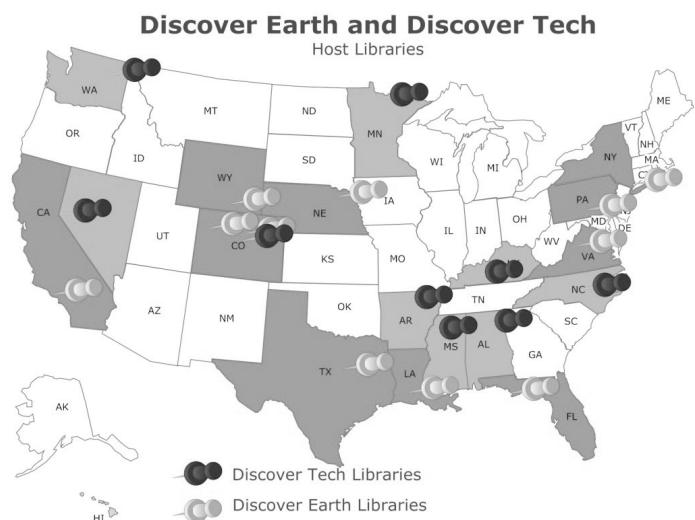 Discover Earth and Discover Tech
Host Libraries
WA
MT
ND
MN
ME
OR
ID
SD
WI
MI
VT
NH
NY
MA
WY
CA
NE
IA
PA
NV
UT
CO
IL
IN
OH
MD
DE
WV
VA
KS
MO
AZ
NM
OK
TN
NC
AR
SC
MS
AL
GA
TX
LA
FL
AK
HI
Discover Tech Libraries
Discover Earth Libraries